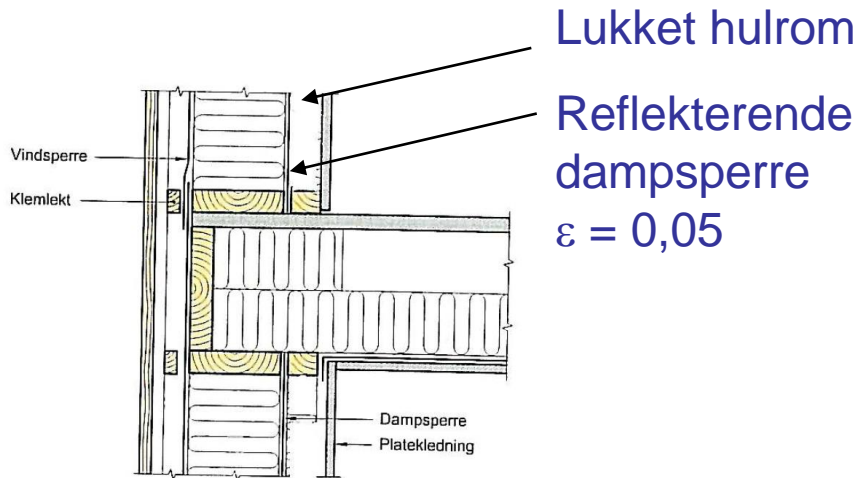 Lukket hulrom
Reflekterende
dampsperre
ε = 0,05
Vindsperre
Klemlekt
Dampsperre
Platekledning